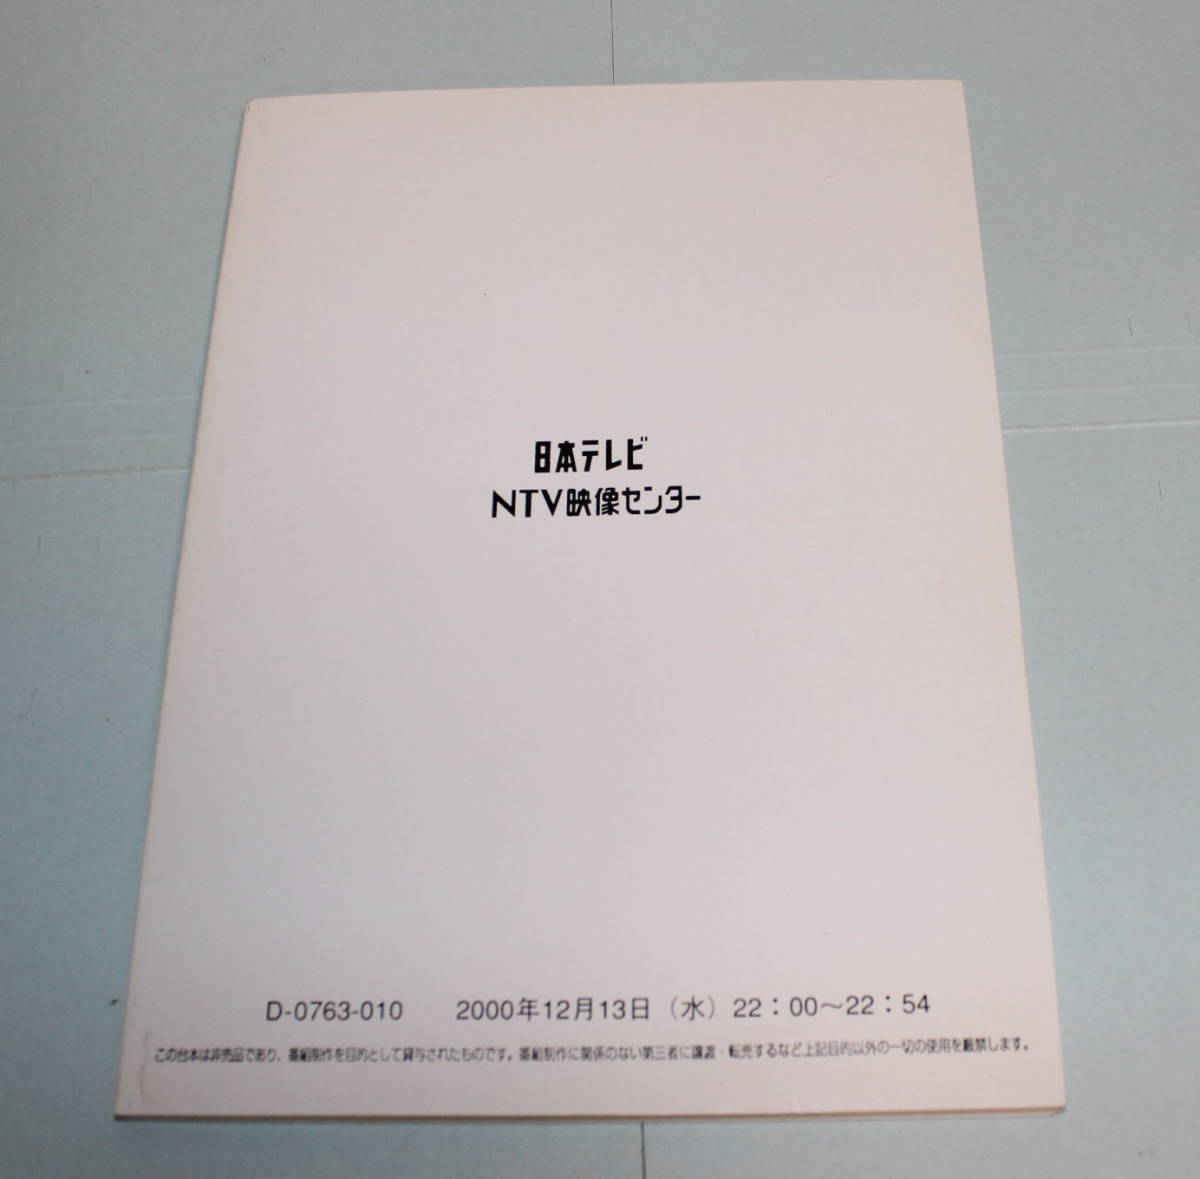 日本テレビ
NTV映像センター
D-0763-010 2000年12月13日（水）22：00〜22：54
この台本は非売品であり、番組制作を目的として貸与されたものです。番組制作に関係のない第三者に譲渡・転売するなど上記目的以外の一切の使用を厳禁します。